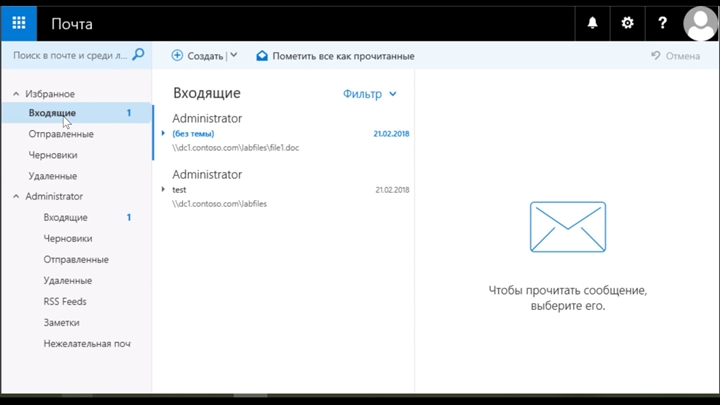 Почта
?
Поиск в почте и среди л...
Создать
Пометить все как прочитанные
Отмена
Избранное
Входящие 1
Отправленные
Черновики
Удаленные
Administrator
Входящие 1
Черновики
Отправленные
Удаленные
RSS Feeds
Заметки
Нежелательная поч
Входящие
Фильтр
Administrator
(без темы) 21.02.2018
\\dc1.contoso.com\labfiles\file1.doc
Administrator
test 21.02.2018
\\dc1.contoso.com\labfiles
Чтобы прочитать сообщение,
выберите его.